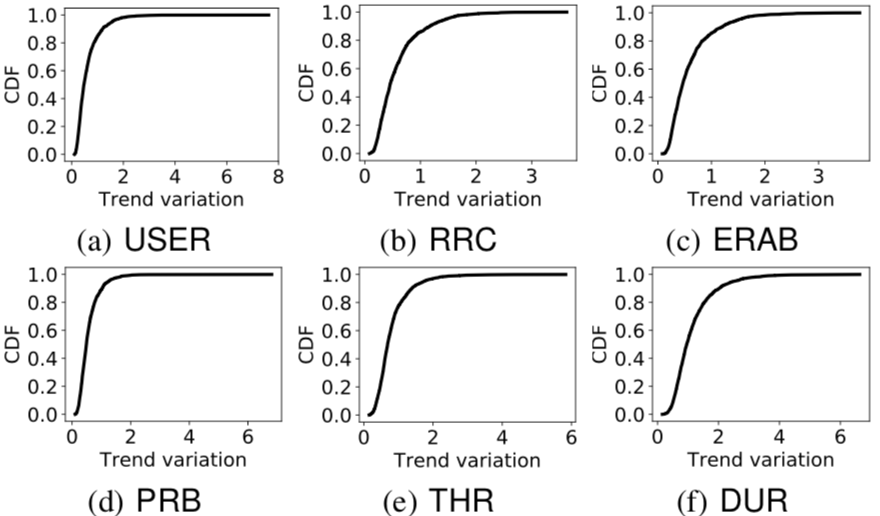 1.0
0.8
0.6
0.4
0.2
0.0
CDF
0 2 4 6 8
Trend variation
(a) USER
1.0
0.8
0.6
0.4
0.2
0.0
CDF
0 1 2 3
Trend variation
(b) RRC
1.0
0.8
0.6
0.4
0.2
0.0
CDF
0 1 2 3
Trend variation
(c) ERAB
1.0
0.8
0.6
0.4
0.2
0.0
CDF
0 2 4 6
Trend variation
(d) PRB
1.0
0.8
0.6
0.4
0.2
0.0
CDF
0 2 4 6
Trend variation
(e) THR
1.0
0.8
0.6
0.4
0.2
0.0
CDF
0 2 4 6
Trend variation
(f) DUR